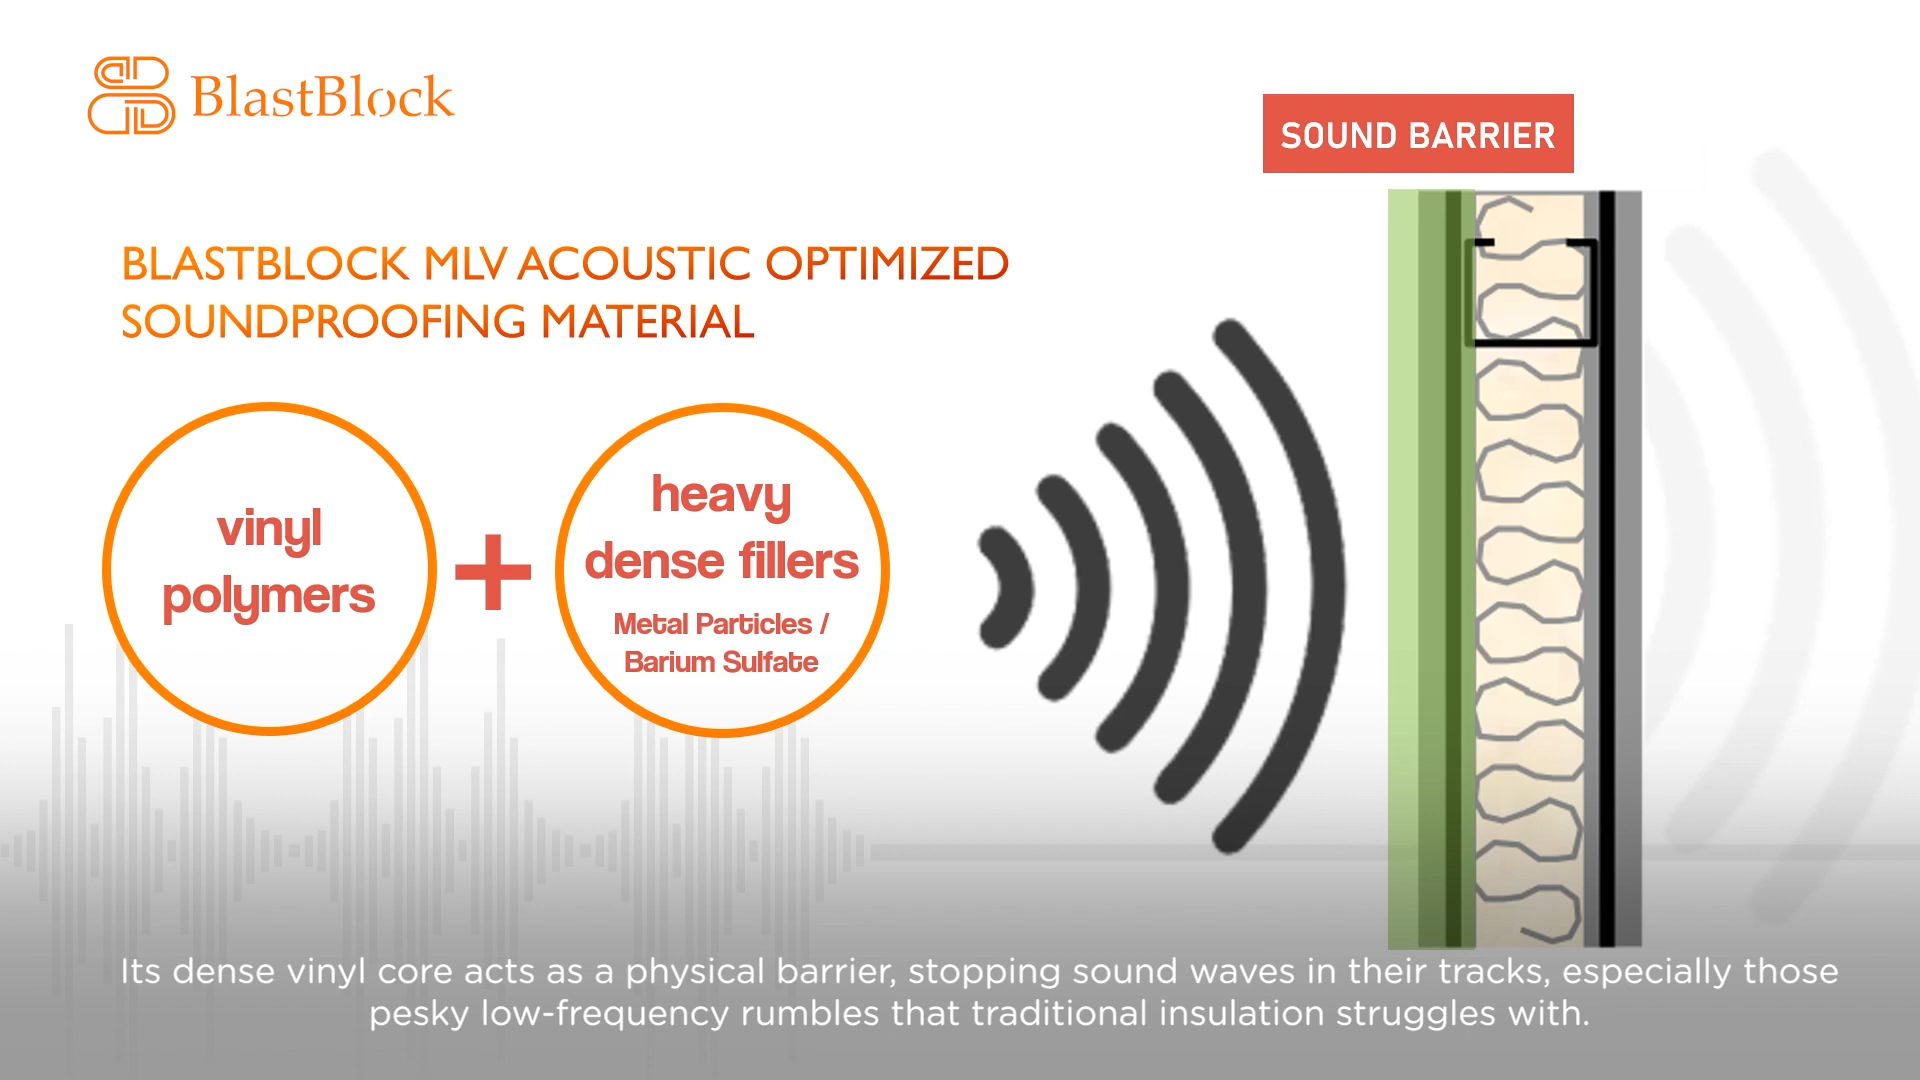 BlastBlock
SOUND BARRIER
BLASTBLOCK MLV ACOUSTIC OPTIMIZED
SOUNDPROOFING MATERIAL
vinyl
polymers
+
heavy
dense fillers
Metal Particles /
Barium Sulfate
Its dense vinyl core acts as a physical barrier, stopping sound waves in their tracks, especially those
pesky low-frequency rumbles that traditional insulation struggles with.